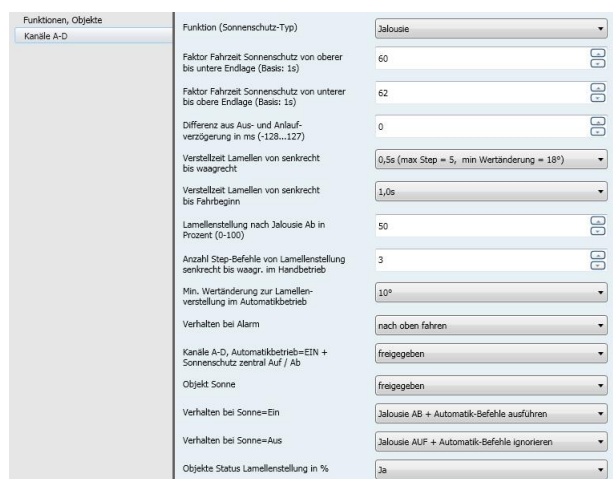 Funktionen, Objekte
Kanäle A-D
Funktion (Sonnenschutz-Typ)
Jalousie
Faktor Fahrzeit Sonnenschutz von oberer
bis untere Endlage (Basis: 1s)
60
Faktor Fahrzeit Sonnenschutz von unterer
bis obere Endlage (Basis: 1s)
62
Differenz aus Aus- und Anlauf-
verzögerung in ms (-128...127)
0
Verstellzeit Lamellen von senkrecht
bis waagrecht
0,5s (max Step = 5, min Wertänderung = 18°)
Verstellzeit Lamellen von senkrecht
bis Fahrbeginn
1,0s
Lamellenstellung nach Jalousie Ab in
Prozent (0-100)
50
Anzahl Step-Befehle von Lamellenstellung
senkrecht bis waagr. im Handbetrieb
3
Min. Wertänderung zur Lamellen-
verstellung im Automatikbetrieb
10°
Verhalten bei Alarm
nach oben fahren
Kanäle A-D, Automatikbetrieb=EIN +
Sonnenschutz zentral Auf / Ab
freigegeben
Objekt Sonne
freigegeben
Verhalten bei Sonne=Ein
Jalousie AB + Automatik-Befehle ausführen
Verhalten bei Sonne=Aus
Jalousie AUF + Automatik-Befehle ignorieren
Objekte Status Lamellenstellung in %
Ja